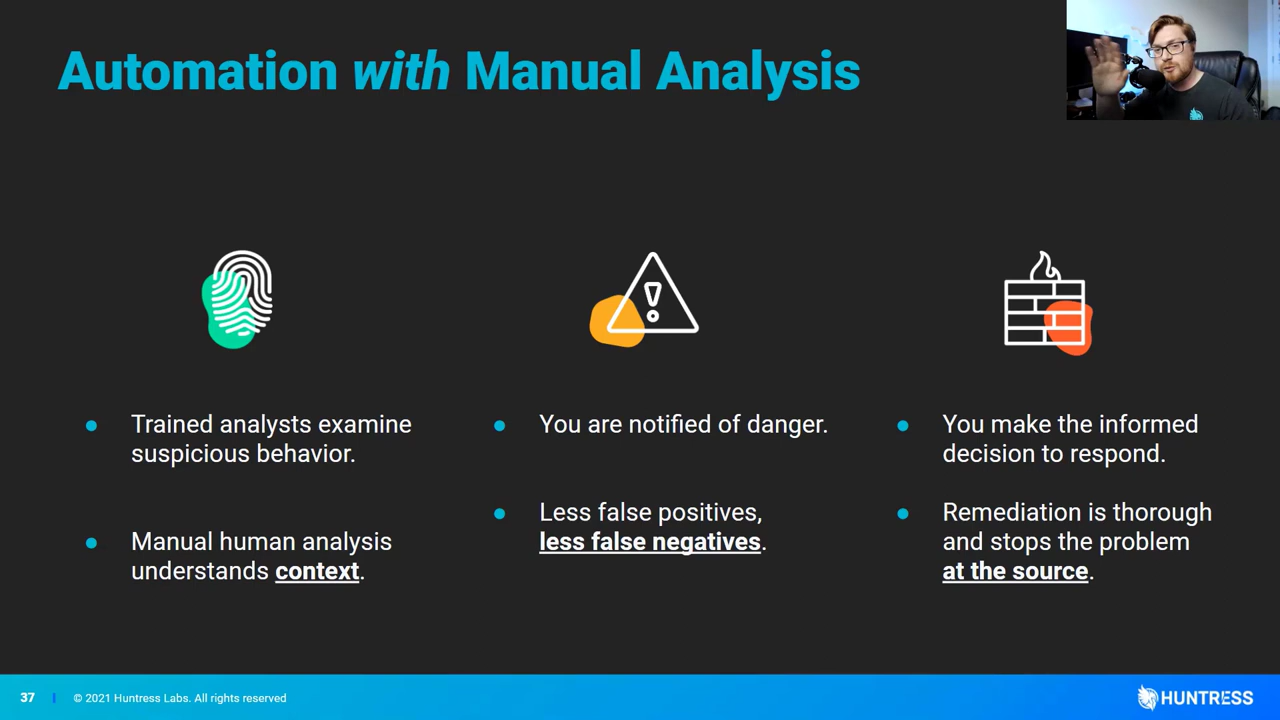 Automation with Manual Analysis
Trained analysts examine
suspicious behavior.
Manual human analysis
understands context.
You are notified of danger.
Less false positives,
less false negatives.
You make the informed
decision to respond.
Remediation is thorough
and stops the problem
at the source.
37 | © 2021 Huntress Labs. All rights reserved
HUNTRESS